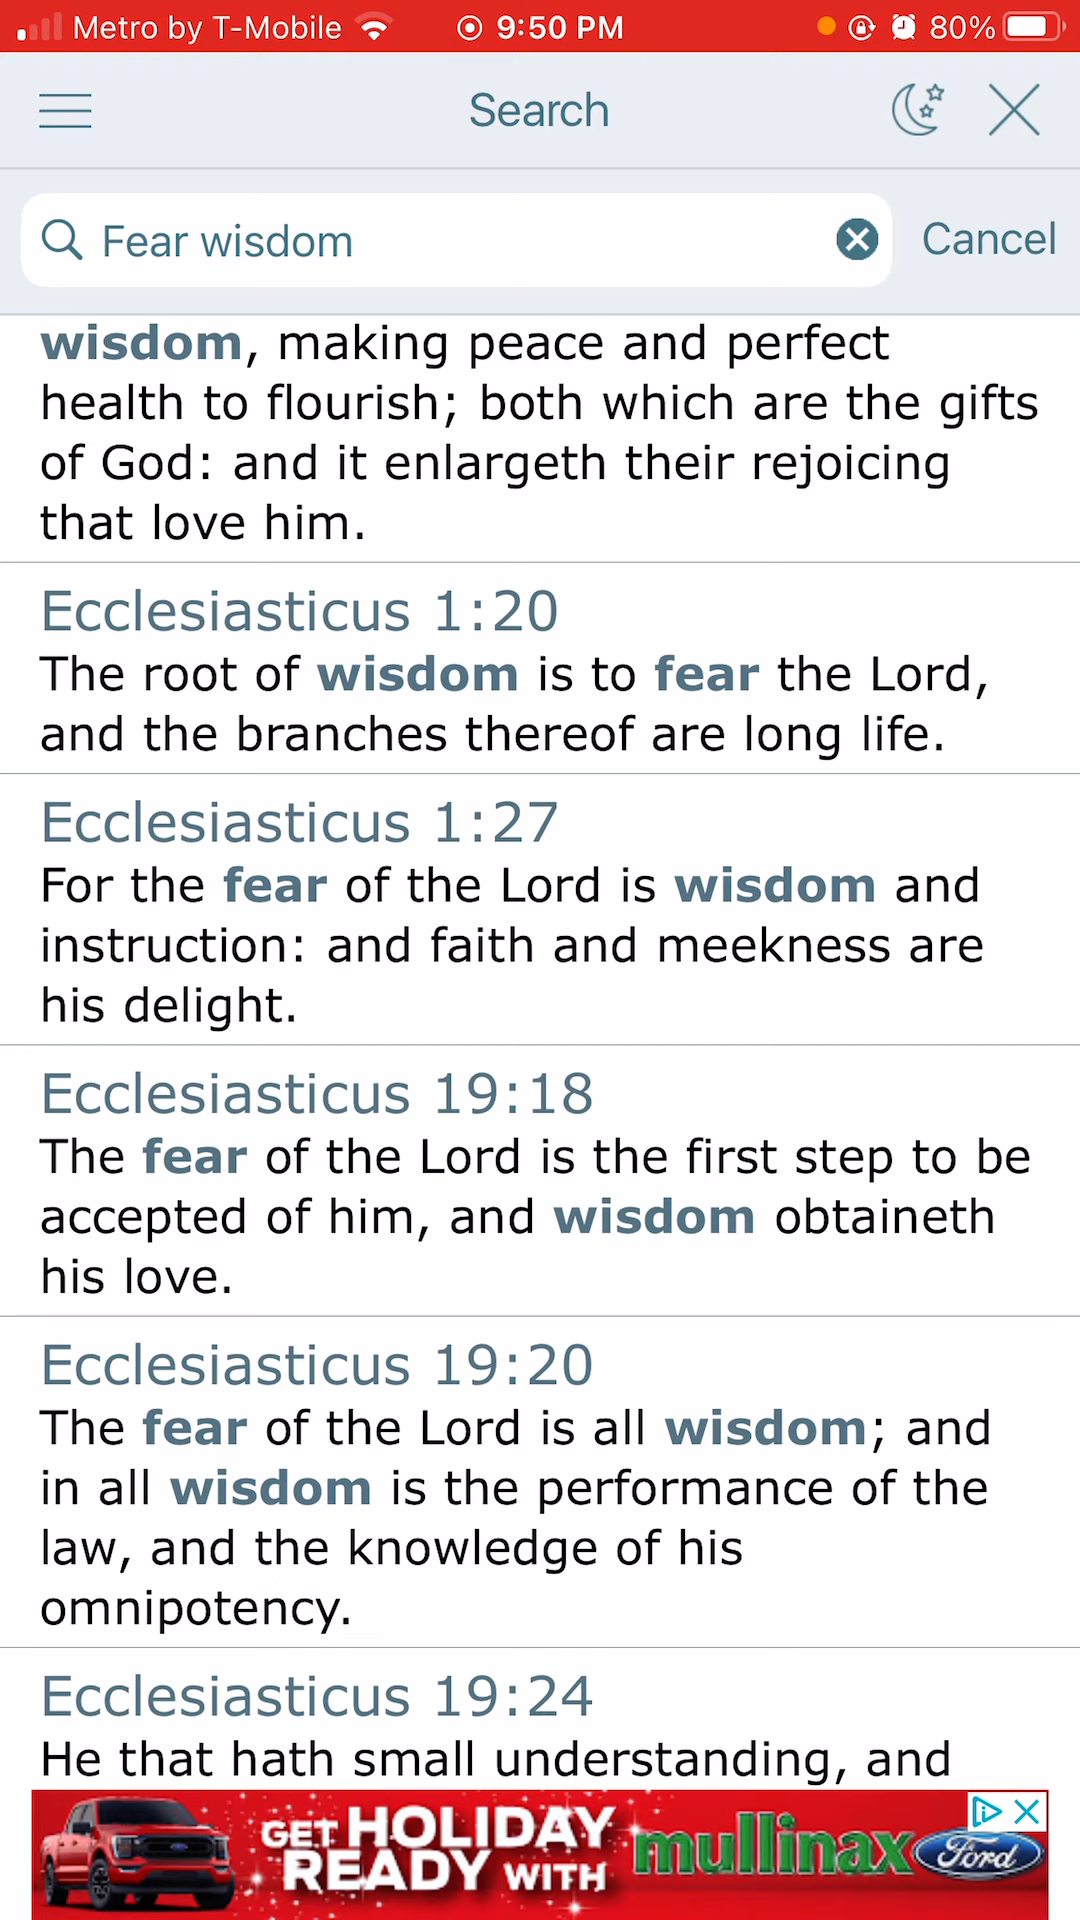 Metro by T-Mobile 9:50 PM 80%
Search
Fear wisdom Cancel
wisdom, making peace and perfect
health to flourish; both which are the gifts
of God: and it enlargeth their rejoicing
that love him.
Ecclesiasticus 1:20
The root of wisdom is to fear the Lord,
and the branches thereof are long life.
Ecclesiasticus 1:27
For the fear of the Lord is wisdom and
instruction: and faith and meekness are
his delight.
Ecclesiasticus 19:18
The fear of the Lord is the first step to be
accepted of him, and wisdom obtaineth
his love.
Ecclesiasticus 19:20
The fear of the Lord is all wisdom; and
in all wisdom is the performance of the
law, and the knowledge of his
omnipotency.
Ecclesiasticus 19:24
He that hath small understanding, and
GET HOLIDAY
READY WITH
mullinax Ford